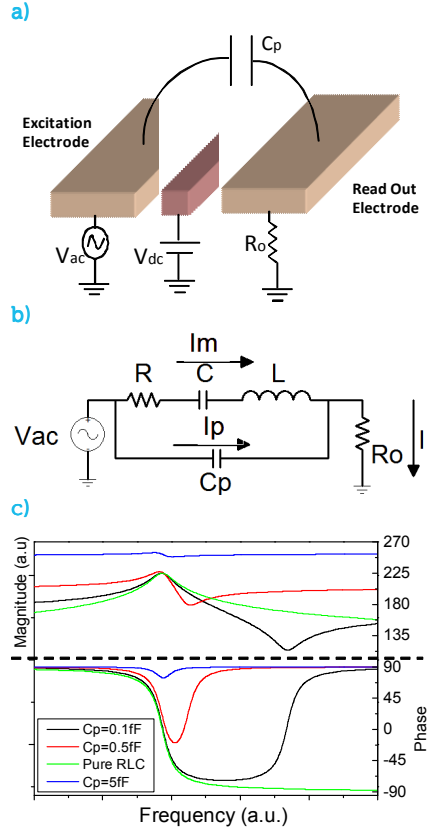 a)
Cp
Excitation
Electrode
Read Out
Electrode
Vac
Vdc
Ro
b)
Im
R
C
L
Ip
Vac
Cp
Ro
I
c)
Magnitude (a.u)
270
225
180
135
90
45
0
-45
-90
Phase
Cp=0.1fF
Cp=0.5fF
Pure RLC
Cp=5fF
Frequency (a.u.)